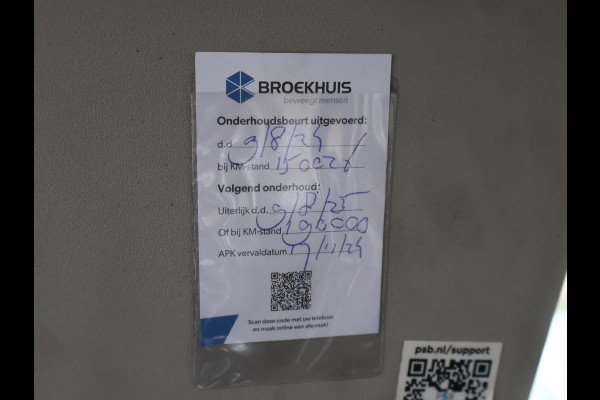 BROEKHUIS
beweegt mensen
Onderhoudsbeurt uitgevoerd:
d.d. 9/8/24
bij KM-stand 150026
Volgend onderhoud:
Uiterlijk d.d. 9/8/25
Of bij KM-stand 190000
APK vervaldatum
Scan deze code met uw telefoon
en maak online een afspraak!
psb.nl/support